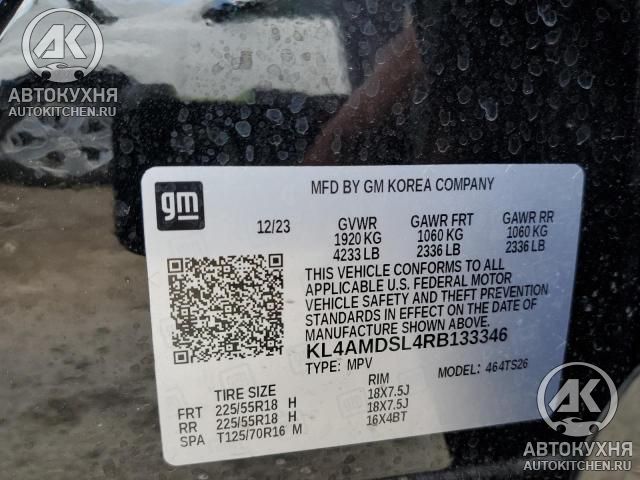 АК
АВТОКУХНЯ
AUTOKITCHEN.RU
gm
MFD BY GM KOREA COMPANY
12/23 GVWR GAWR FRT GAWR RR
1920 KG 1060 KG 1060 KG
4233 LB 2336 LB 2336 LB
THIS VEHICLE CONFORMS TO ALL
APPLICABLE U.S. FEDERAL MOTOR
VEHICLE SAFETY AND THEFT PREVENTION
STANDARDS IN EFFECT ON THE DATE OF
MANUFACTURE SHOWN ABOVE.
KL4AMDSL4RB133346
TYPE: MPV MODEL: 464TS26
TIRE SIZE RIM
FRT 225/55R18 H 18X7.5J
RR 225/55R18 H 18X7.5J
SPA T125/70R16 M 16X4BT
АК
АВТОКУХНЯ
AUTOKITCHEN.RU